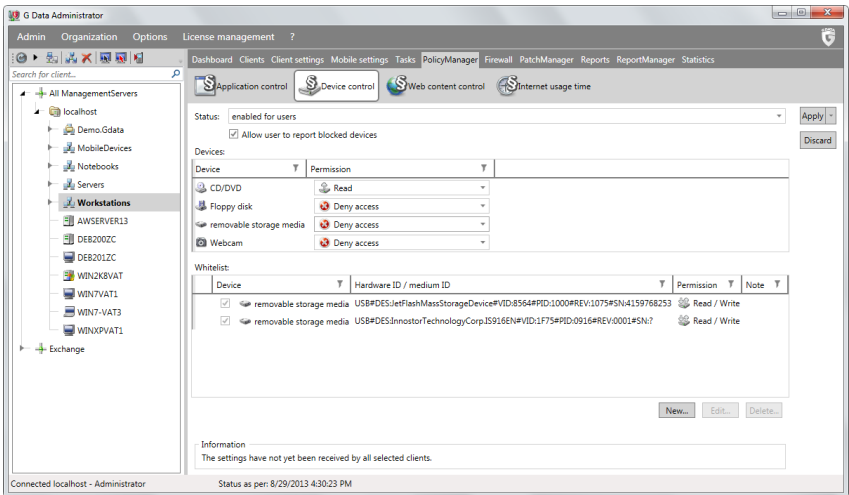 G Data Administrator
Admin Organization Options License management ?
Dashboard Clients Client settings Mobile settings Tasks PolicyManager Firewall PatchManager Reports ReportManager Statistics
Search for client...
Application control Device control Web content control Internet usage time
All ManagementServers
localhost
Demo.Gdata
MobileDevices
Notebooks
Servers
Workstations
AWSERVER13
DEB200ZC
DEB201ZC
WIN2K8VAT
WIN7VAT1
WIN7-VAT3
WINXPVAT1
Exchange
Status: enabled for users
Apply
Allow user to report blocked devices
Discard
Devices:
Device Permission
CD/DVD Read
Floppy disk Deny access
removable storage media Deny access
Webcam Deny access
Whitelist:
Device Hardware ID / medium ID Permission Note
removable storage media USB#DES:JetFlashMassStorageDevice#VID:8564#PID:1000#REV:1075#SN:4159768253 Read / Write
removable storage media USB#DES:InnostorTechnologyCorp.IS916EN#VID:1F75#PID:0916#REV:0001#SN:? Read / Write
New... Edit... Delete...
Information
The settings have not yet been received by all selected clients.
Connected localhost - Administrator Status as per: 8/29/2013 4:30:23 PM